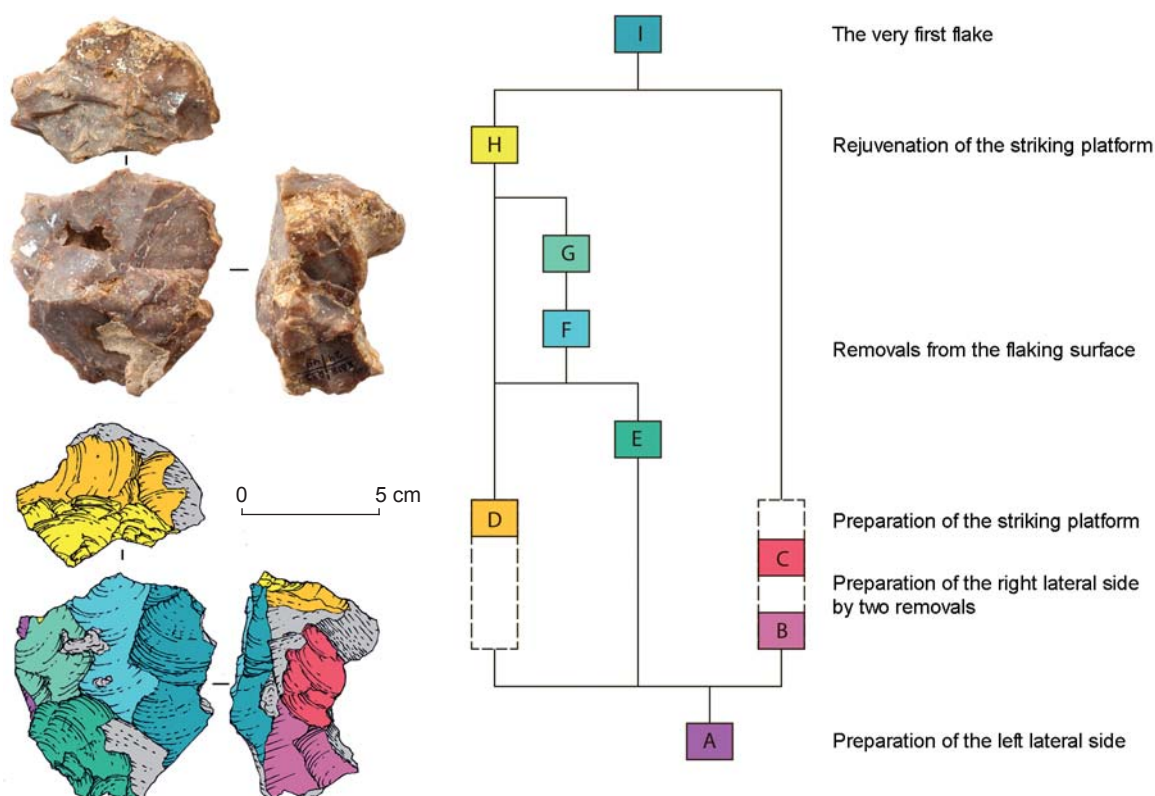 I
The very first flake
H
Rejuvenation of the striking platform
G
F
Removals from the flaking surface
E
0 5 cm
D
Preparation of the striking platform
C
Preparation of the right lateral side
by two removals
B
A
Preparation of the left lateral side